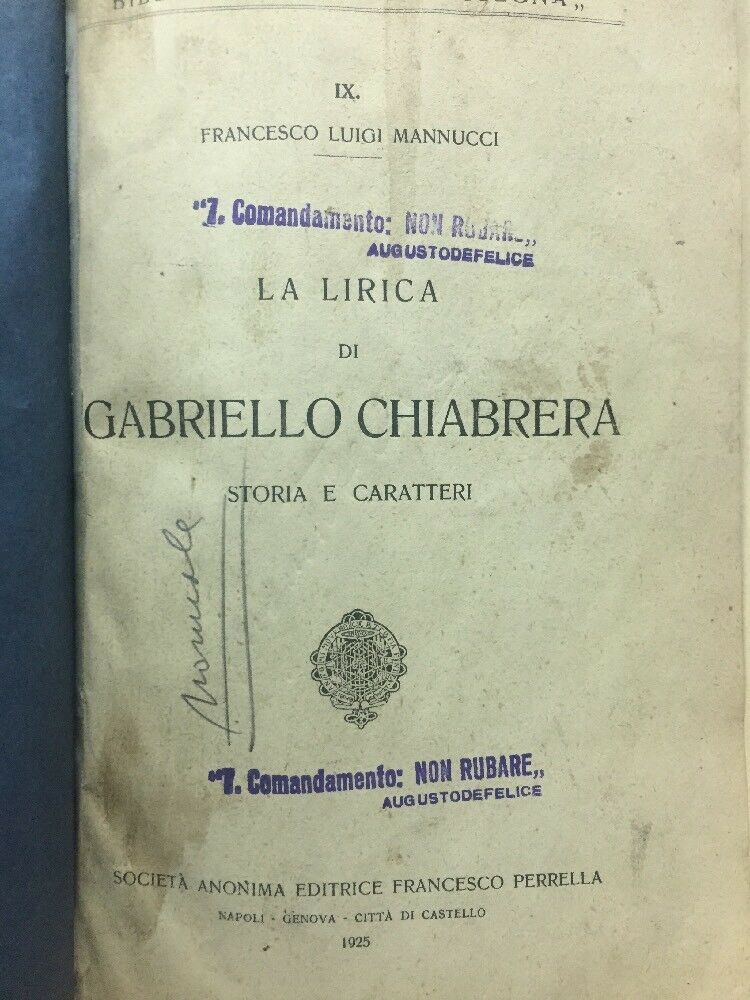 IX.
FRANCESCO LUIGI MANNUCCI
"7. Comandamento: NON RUBARE„
AUGUSTODEFELICE
LA LIRICA
DI
GABRIELLO CHIABRERA
STORIA E CARATTERI
"7. Comandamento: NON RUBARE„
AUGUSTODEFELICE
SOCIETÀ ANONIMA EDITRICE FRANCESCO PERRELLA
NAPOLI - GENOVA - CITTÀ DI CASTELLO
1925